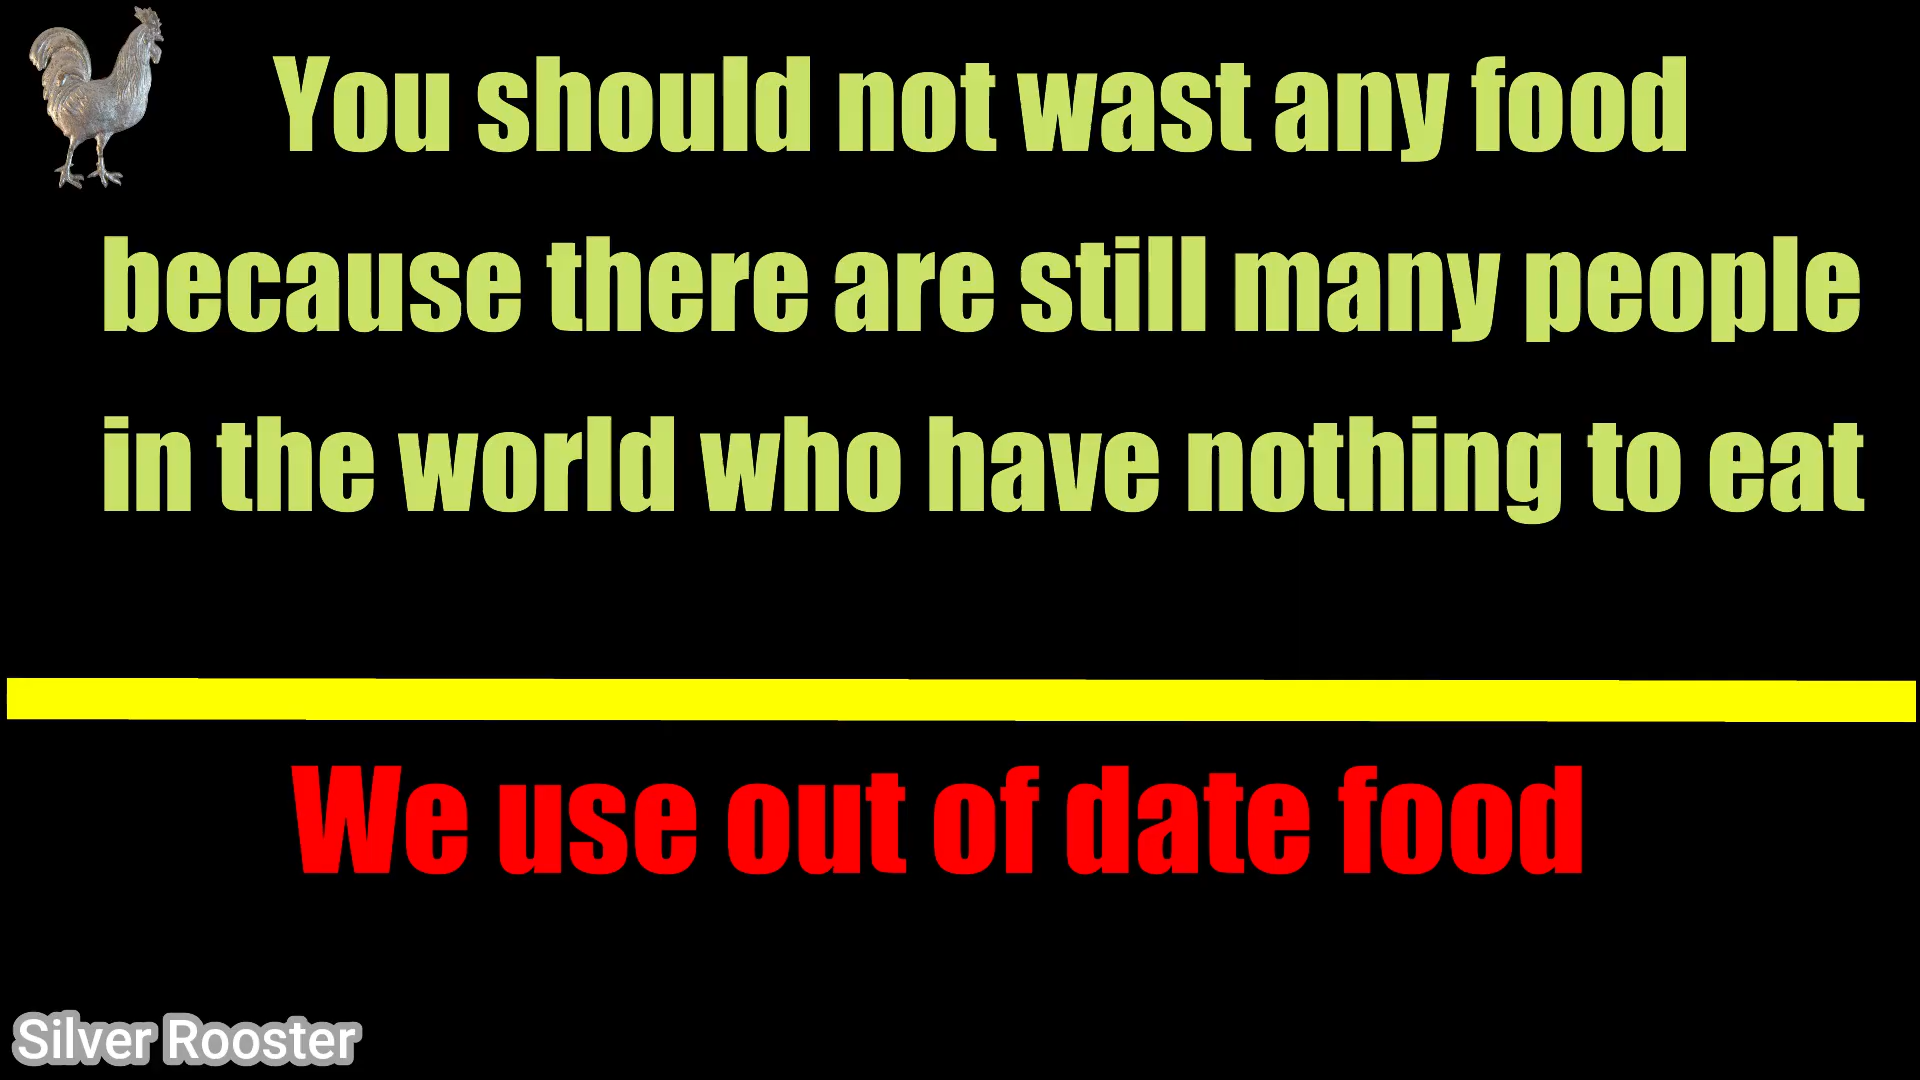 You should not wast any food
because there are still many people
in the world who have nothing to eat
We use out of date food
Silver Rooster